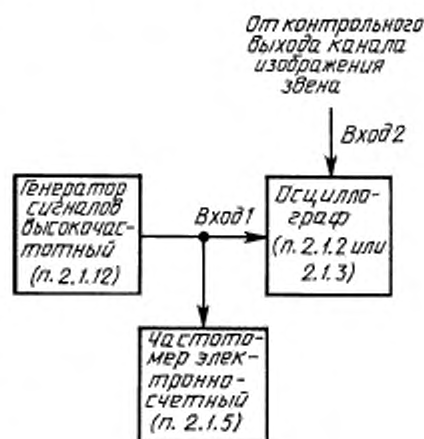 От контрольного
выхода канала
изображения
звена
Вход 2
Генератор
сигналов
высокочас-
тотный
(п. 2.1.12)
Вход 1
Осцилло-
граф
(п. 2.1.2 или
2.1.3)
Частото-
мер элек-
тронно-
счетный
(п. 2.1.5)